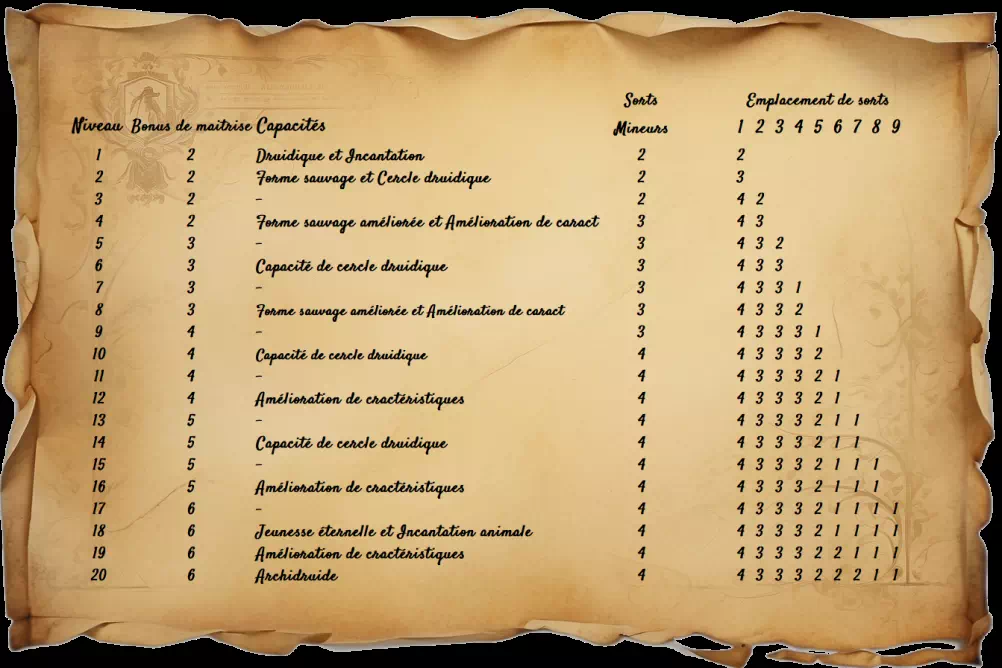 Sorts Emplacement de sorts
Niveau Bonus de maitrise Capacités Mineurs 1 2 3 4 5 6 7 8 9
1 2 Druidique et Incantation 2 2
2 2 Forme sauvage et Cercle druidique 2 3
3 2 - 2 4 2
4 2 Forme sauvage améliorée et Amélioration de caract 3 4 3
5 3 - 3 4 3 2
6 3 Capacité de cercle druidique 3 4 3 3
7 3 - 3 4 3 3 1
8 3 Forme sauvage améliorée et Amélioration de caract 3 4 3 3 2
9 4 - 3 4 3 3 3 1
10 4 Capacité de cercle druidique 4 4 3 3 3 2
11 4 - 4 4 3 3 3 2 1
12 4 Amélioration de cractéristiques 4 4 3 3 3 2 1
13 5 - 4 4 3 3 3 2 1 1
14 5 Capacité de cercle druidique 4 4 3 3 3 2 1 1
15 5 - 4 4 3 3 3 2 1 1 1
16 5 Amélioration de cractéristiques 4 4 3 3 3 2 1 1 1
17 6 - 4 4 3 3 3 2 1 1 1 1
18 6 Jeunesse éternelle et Incantation animale 4 4 3 3 3 2 1 1 1 1
19 6 Amélioration de cractéristiques 4 4 3 3 3 2 2 1 1 1
20 6 Archidruide 4 4 3 3 3 2 2 2 1 1